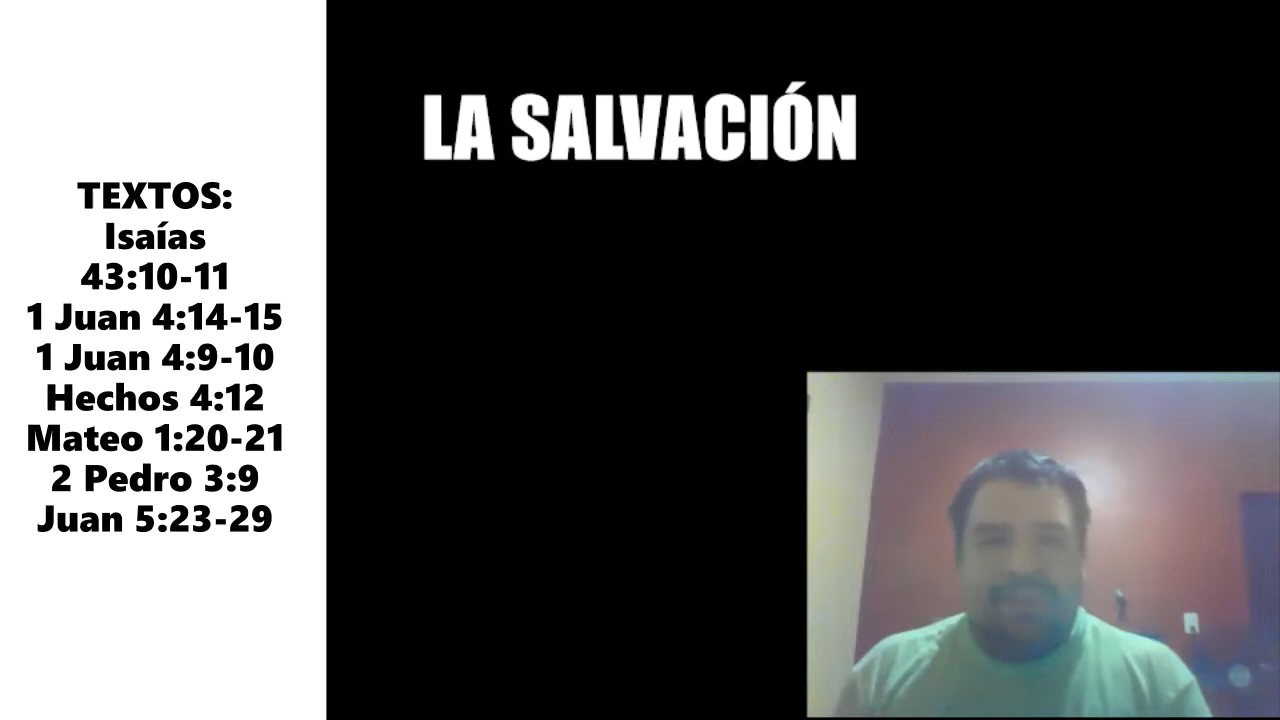 LA SALVACIÓN
TEXTOS:
Isaías
43:10-11
1 Juan 4:14-15
1 Juan 4:9-10
Hechos 4:12
Mateo 1:20-21
2 Pedro 3:9
Juan 5:23-29